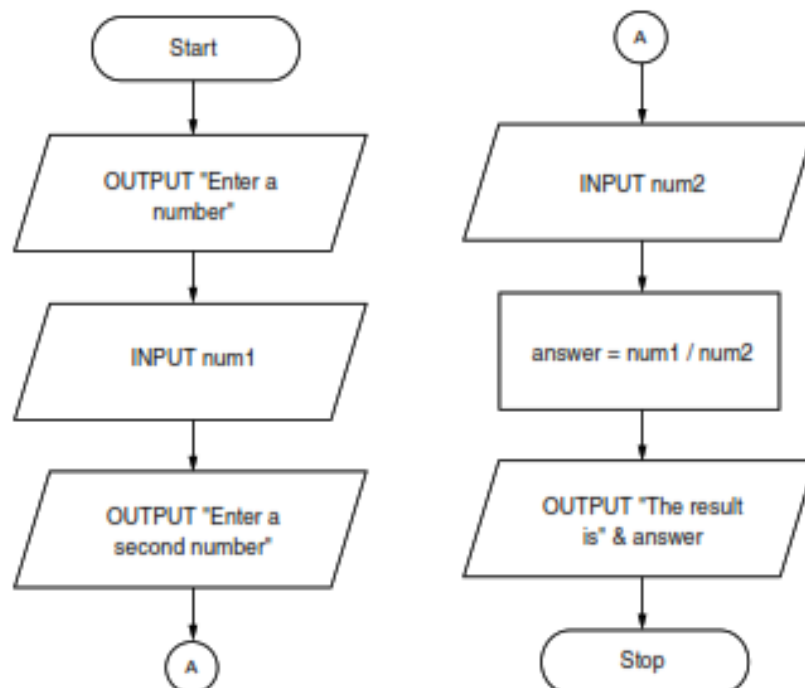 Start
OUTPUT "Enter a
number"
INPUT num1
OUTPUT "Enter a
second number"
A
A
INPUT num2
answer = num1 / num2
OUTPUT "The result
is" & answer
Stop